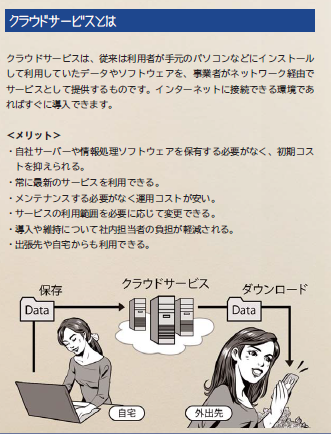 クラウドサービスとは
クラウドサービスは、従来は利用者が手元のパソコンなどにインストール
して利用していたデータやソフトウェアを、事業者がネットワーク経由で
サービスとして提供するものです。インターネットに接続できる環境であ
ればすぐに導入できます。
＜メリット＞
・自社サーバーや情報処理ソフトウェアを保有する必要がなく、初期コス
トを抑えられる。
・常に最新のサービスを利用できる。
・メンテナンスする必要がなく運用コストが安い。
・サービスの利用範囲を必要に応じて変更できる。
・導入や維持について社内担当者の負担が軽減される。
・出張先や自宅からも利用できる。
保存
クラウドサービス
ダウンロード
Data
Data
自宅
外出先